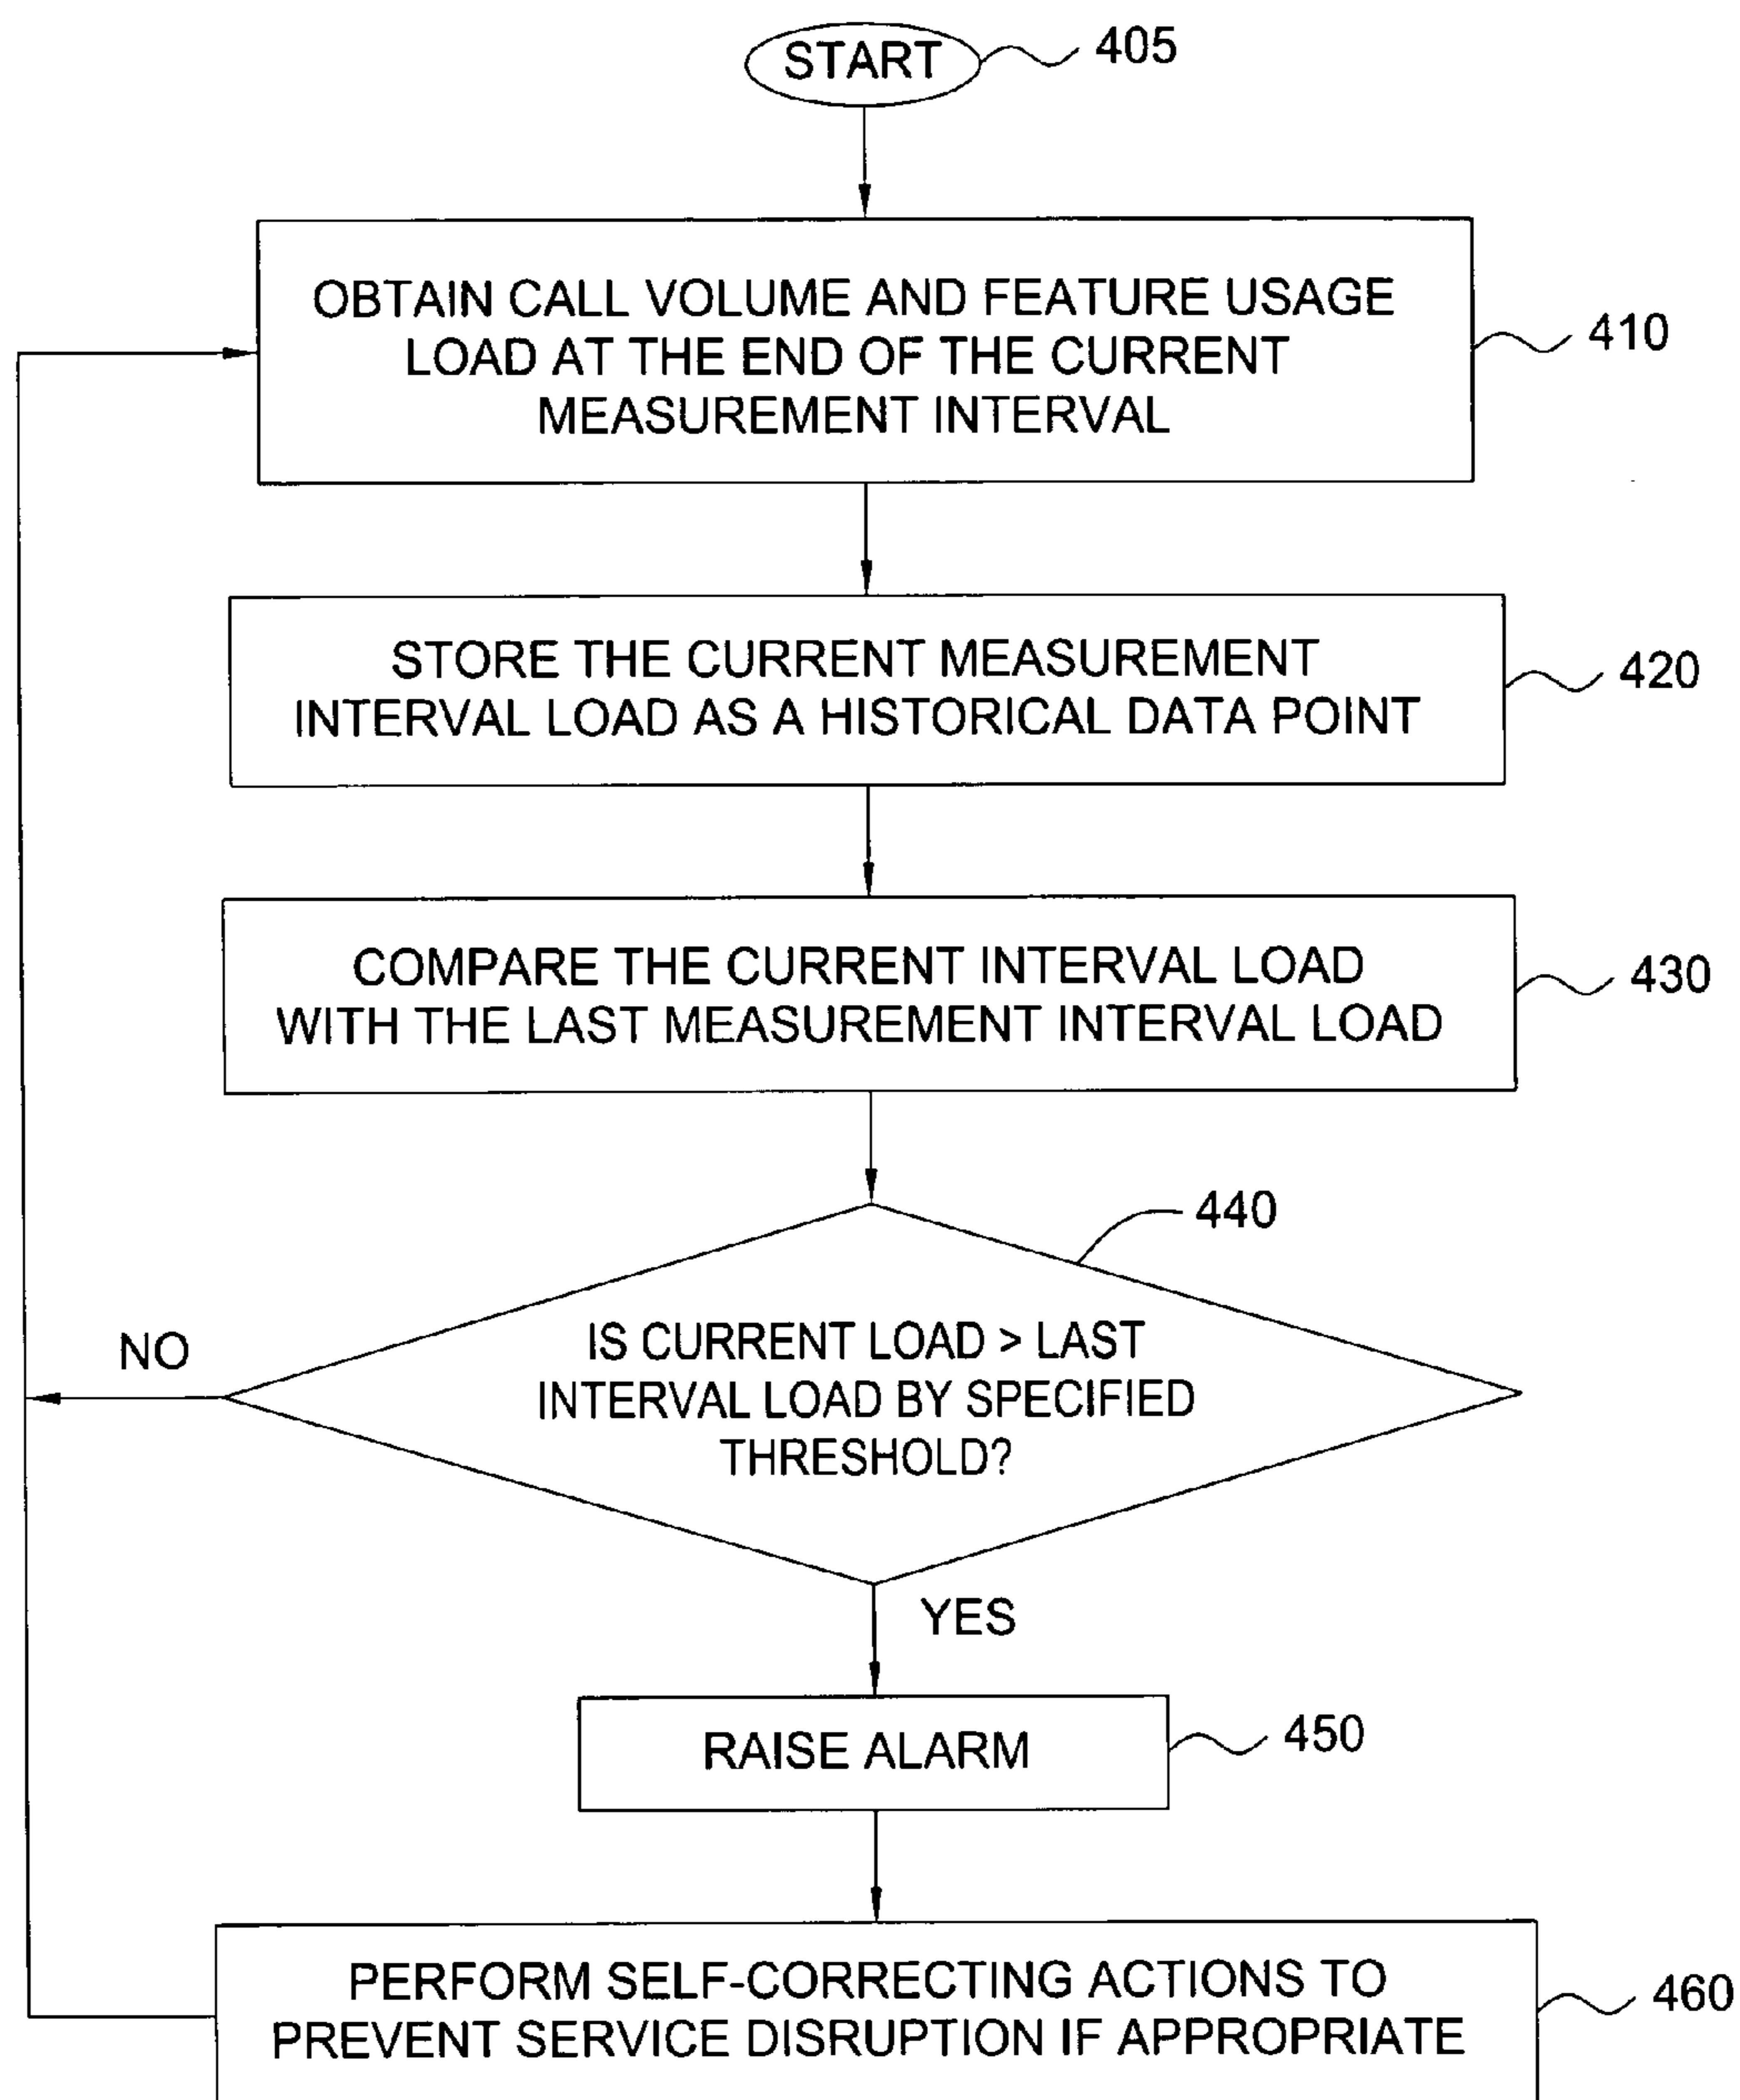 START
405
OBTAIN CALL VOLUME AND FEATURE USAGE
LOAD AT THE END OF THE CURRENT
MEASUREMENT INTERVAL
410
STORE THE CURRENT MEASUREMENT
INTERVAL LOAD AS A HISTORICAL DATA POINT
420
COMPARE THE CURRENT INTERVAL LOAD
WITH THE LAST MEASUREMENT INTERVAL LOAD
430
440
IS CURRENT LOAD > LAST
INTERVAL LOAD BY SPECIFIED
THRESHOLD?
NO
YES
RAISE ALARM
450
PERFORM SELF-CORRECTING ACTIONS TO
PREVENT SERVICE DISRUPTION IF APPROPRIATE
460